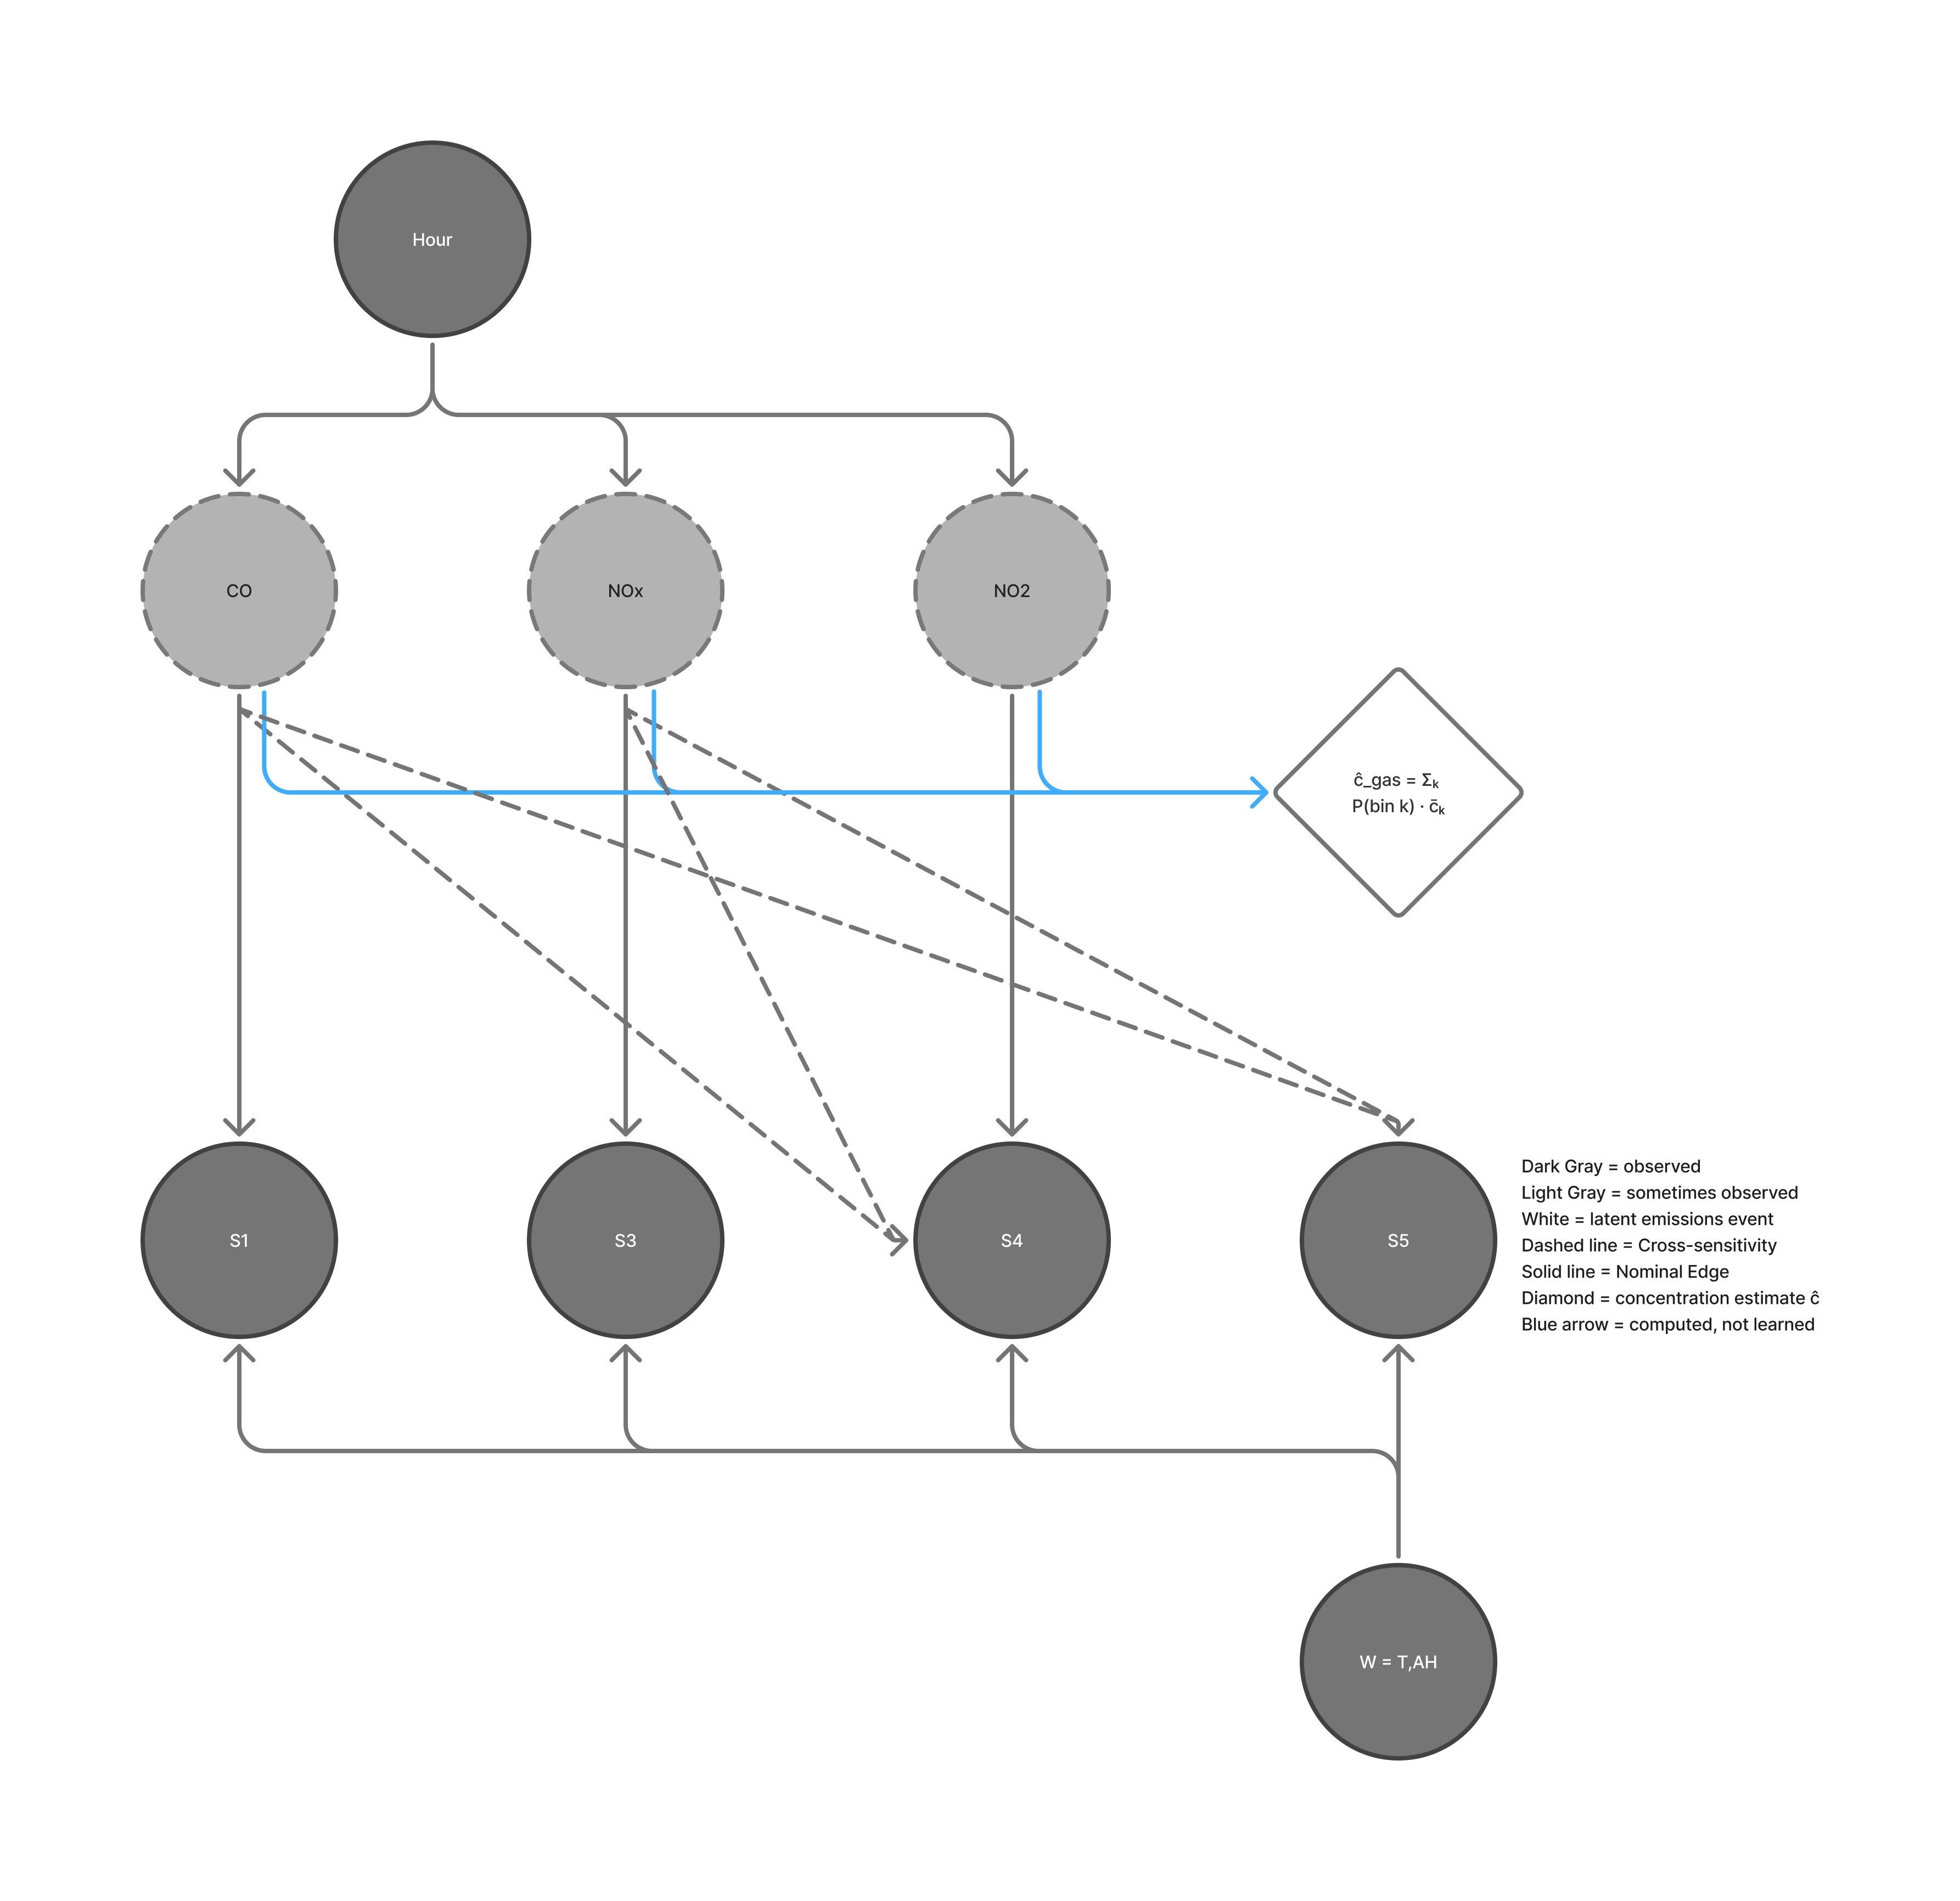 Hour
CO
NOx
NO2
ĉ_gas = Σₖ
P(bin k) · c̄ₖ
S1
S3
S4
S5
Dark Gray = observed
Light Gray = sometimes observed
White = latent emissions event
Dashed line = Cross-sensitivity
Solid line = Nominal Edge
Diamond = concentration estimate ĉ
Blue arrow = computed, not learned
W = T,AH